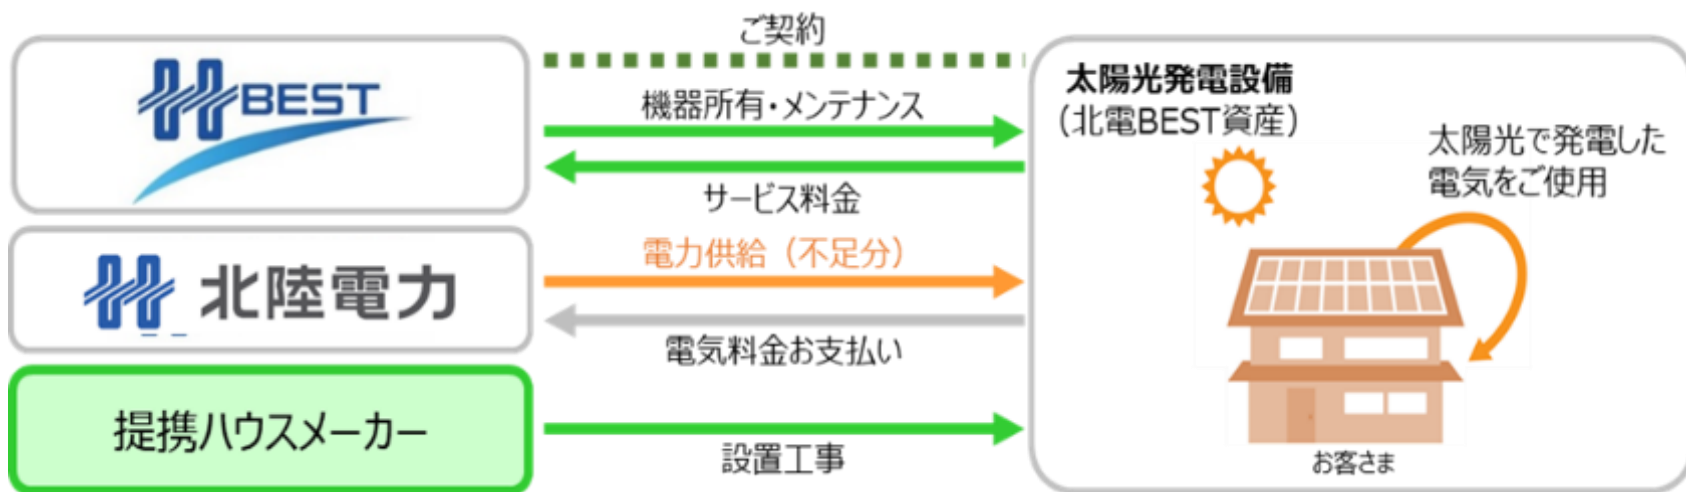 ご契約
BEST
機器所有・メンテナンス
サービス料金
北陸電力
電力供給（不足分）
電気料金お支払い
提携ハウスメーカー
設置工事
太陽光発電設備
（北電BEST資産）
太陽光で発電した
電気をご使用
お客さま